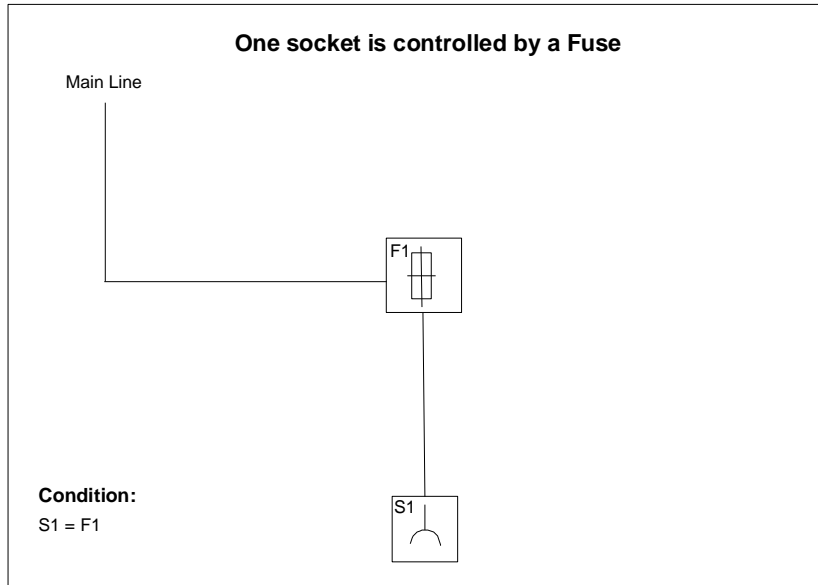 One socket is controlled by a Fuse
Main Line
F1
S1
Condition:
S1 = F1